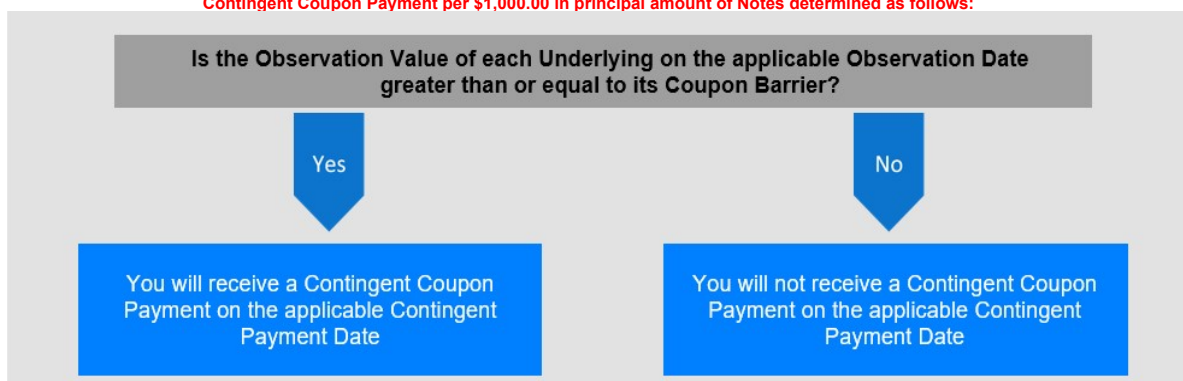 Contingent Coupon Payment per $1,000.00 in principal amount of Notes determined as follows:
Is the Observation Value of each Underlying on the applicable Observation Date
greater than or equal to its Coupon Barrier?
Yes
No
You will receive a Contingent Coupon
Payment on the applicable Contingent
Payment Date
You will not receive a Contingent Coupon
Payment on the applicable Contingent
Payment Date